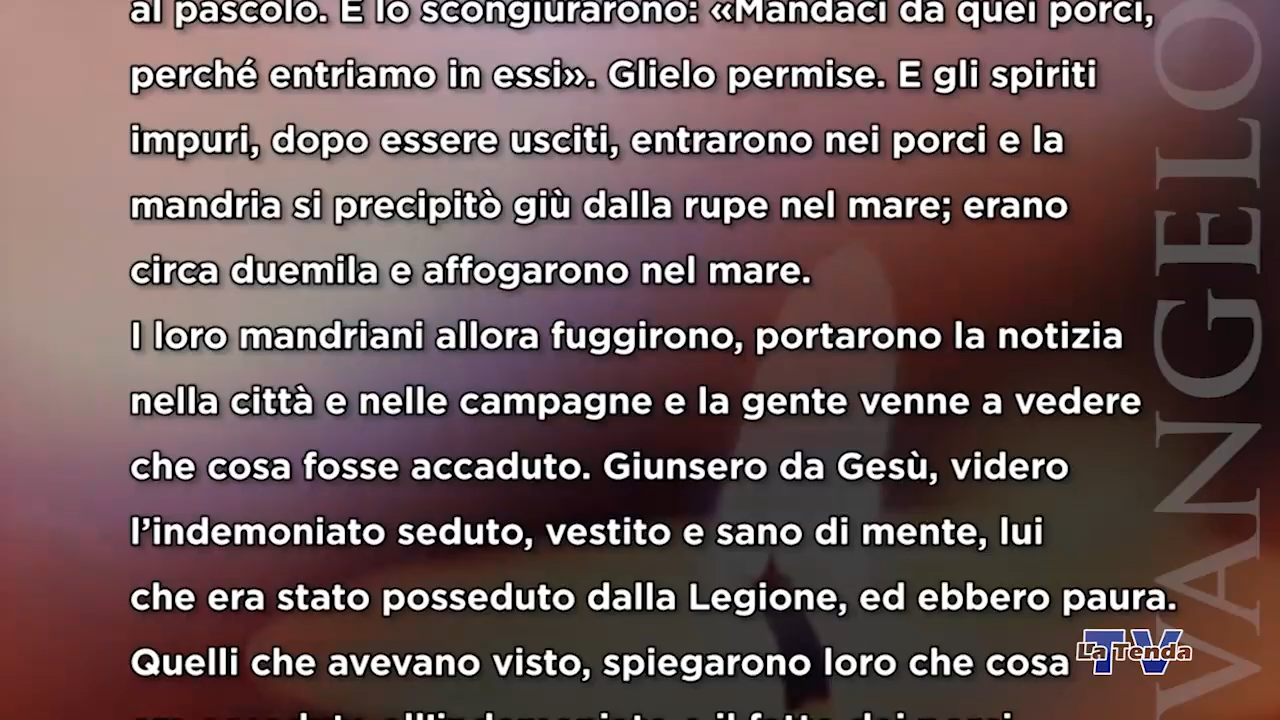 al pascolo. E lo scongiurarono: «Mandaci da quei porci,
perché entriamo in essi». Glielo permise. E gli spiriti
impuri, dopo essere usciti, entrarono nei porci e la
mandria si precipitò giù dalla rupe nel mare; erano
circa duemila e affogarono nel mare.
I loro mandriani allora fuggirono, portarono la notizia
nella città e nelle campagne e la gente venne a vedere
che cosa fosse accaduto. Giunsero da Gesù, videro
l’indemoniato seduto, vestito e sano di mente, lui
che era stato posseduto dalla Legione, ed ebbero paura.
Quelli che avevano visto, spiegarono loro che cosa
VANGELO
TV
La Tenda